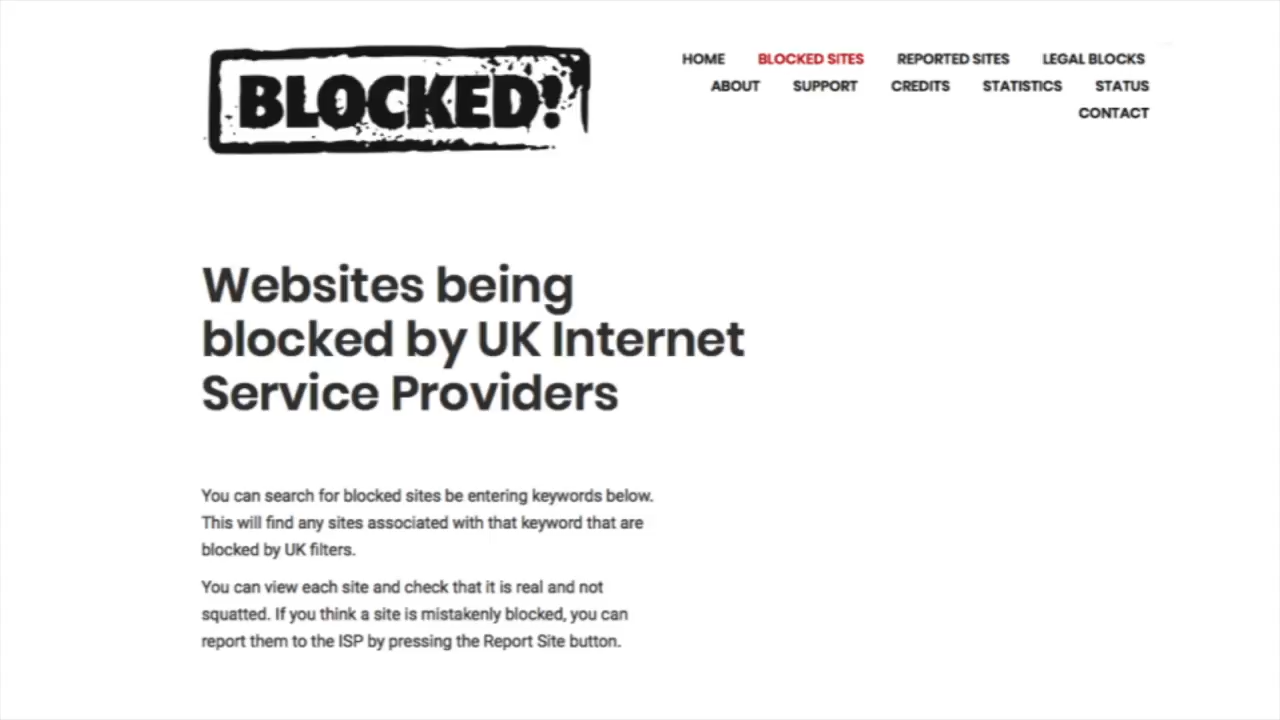 BLOCKED!
HOME BLOCKED SITES REPORTED SITES LEGAL BLOCKS
ABOUT SUPPORT CREDITS STATISTICS STATUS
CONTACT
Websites being
blocked by UK Internet
Service Providers
You can search for blocked sites be entering keywords below.
This will find any sites associated with that keyword that are
blocked by UK filters.
You can view each site and check that it is real and not
squatted. If you think a site is mistakenly blocked, you can
report them to the ISP by pressing the Report Site button.